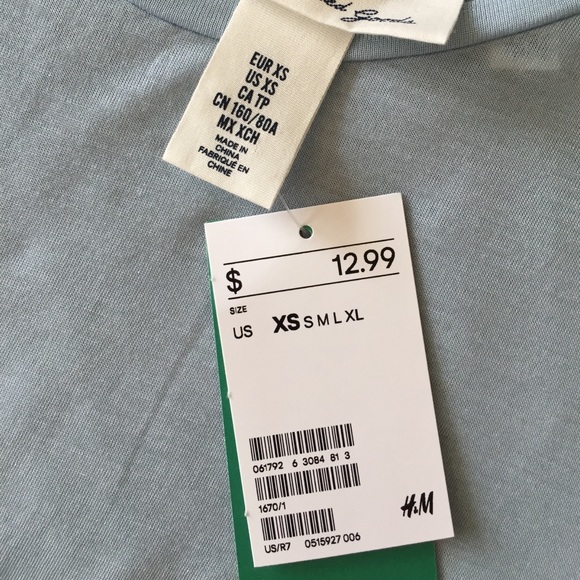 Goods
EUR XS
US XS
CA TP
CN 160/80A
MX XCH
MADE IN
CHINA
FABRIQUÉ EN
CHINE
$ 12.99
SIZE
US XS S M L XL
061792 6 3084 81 3
1670/1
H&M
US/R7 0515927 006